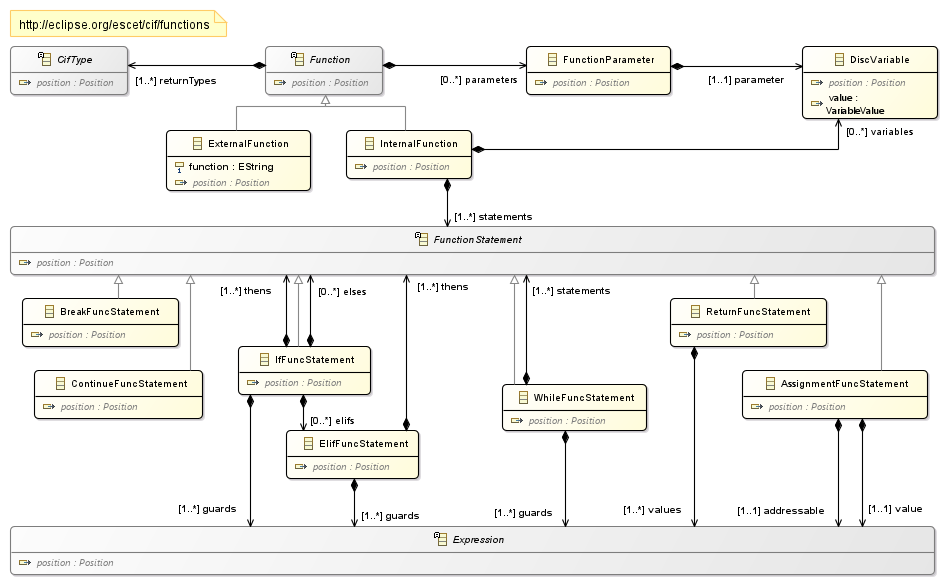 http://eclipse.org/escet/cif/functions
CifType
position : Position
[1..*] returnTypes
Function
position : Position
[0..*] parameters
FunctionParameter
position : Position
[1..1] parameter
DiscVariable
position : Position
value :
VariableValue
[0..*] variables
ExternalFunction
function : EString
position : Position
InternalFunction
position : Position
[1..*] statements
FunctionStatement
position : Position
[1..*] thens
[0..*] elses
[1..*] thens
[1..*] statements
BreakFuncStatement
position : Position
ReturnFuncStatement
position : Position
IfFuncStatement
position : Position
ContinueFuncStatement
position : Position
WhileFuncStatement
position : Position
AssignmentFuncStatement
position : Position
[0..*] elifs
ElifFuncStatement
position : Position
[1..*] guards
[1..*] guards
[1..*] guards
[1..*] values
[1..1] addressable
[1..1] value
Expression
position : Position